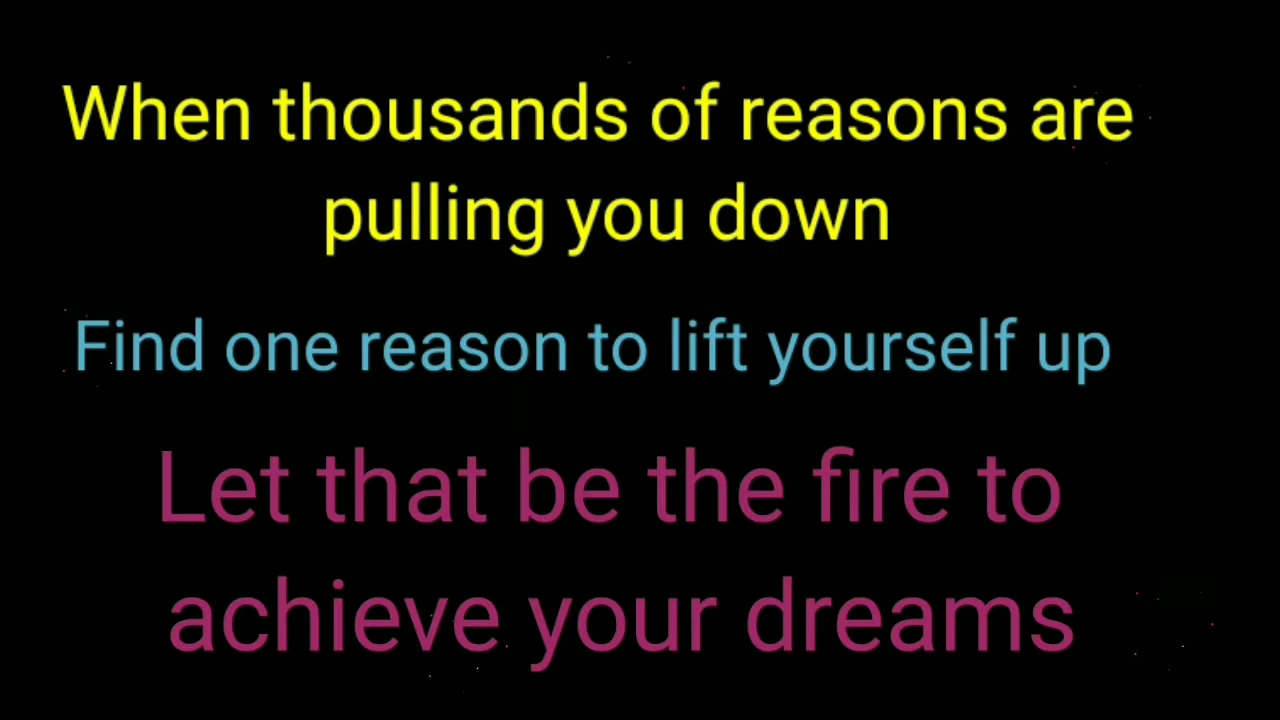 When thousands of reasons are
pulling you down
Find one reason to lift yourself up
Let that be the fire to
achieve your dreams